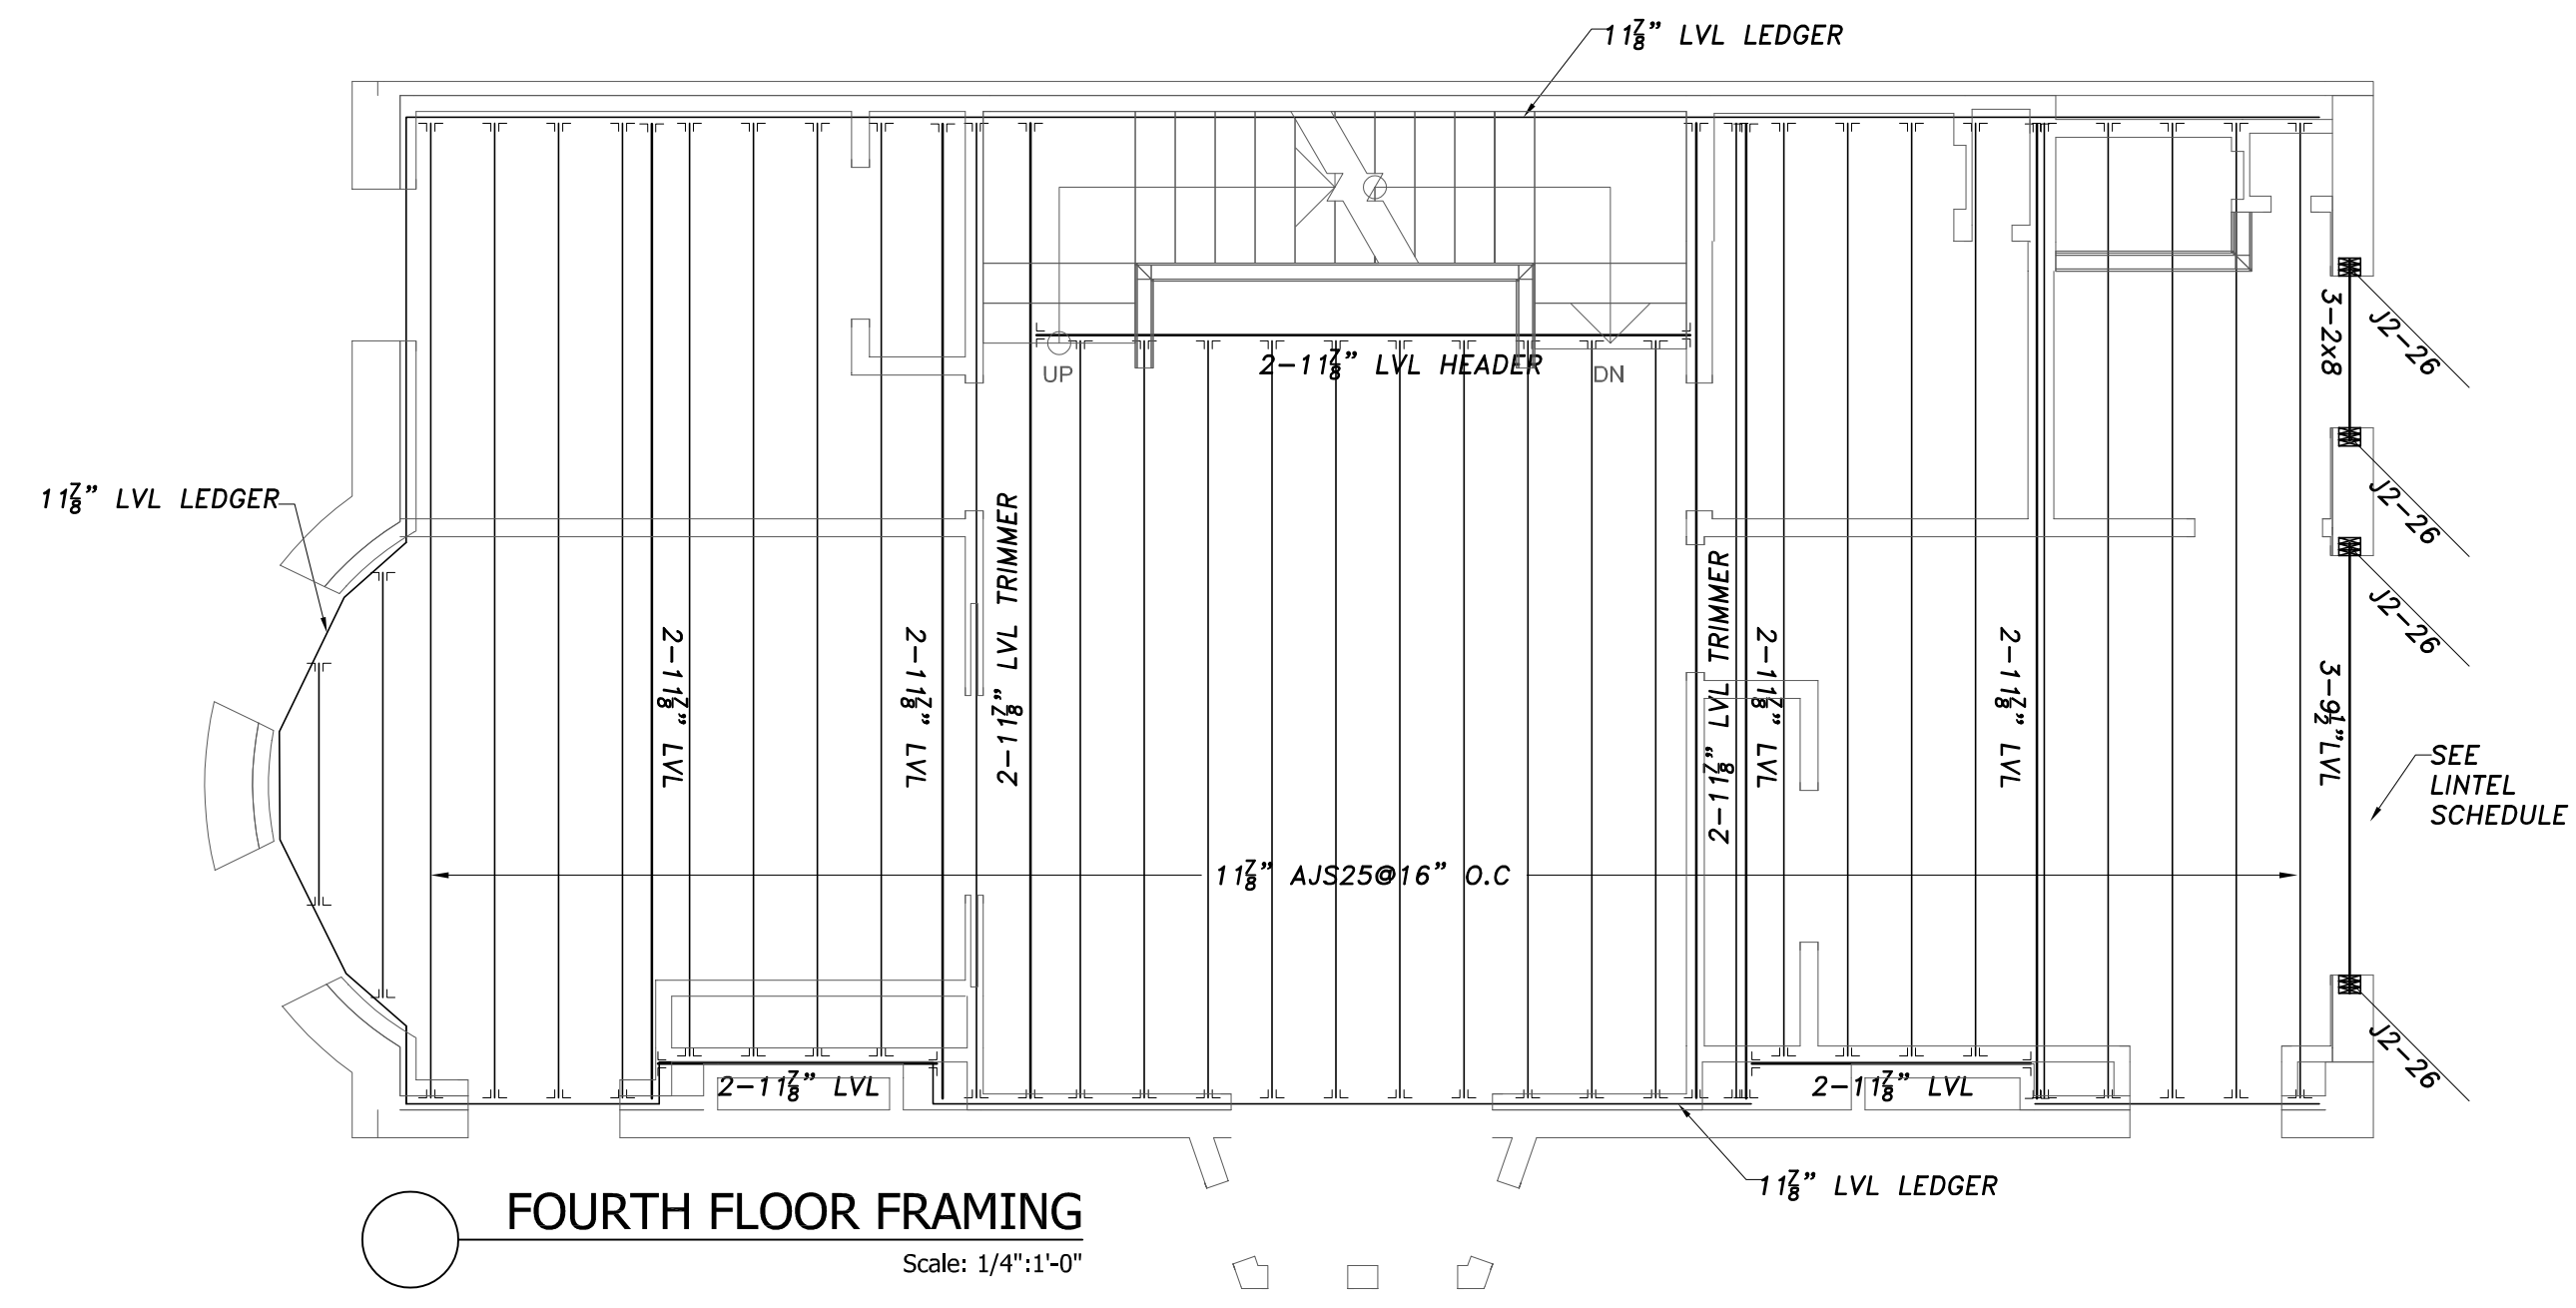 11⅞” LVL LEDGER
J2-26
3-2x8
2-11⅞” LVL HEADER
UP
DN
11⅞” LVL LEDGER
J2-26
J2-26
2-11⅞” LVL
2-11⅞” LVL
2-11⅞” LVL TRIMMER
2-11⅞” LVL TRIMMER
2-11⅞” LVL
2-11⅞” LVL
3-9½”LVL
SEE
LINTEL
SCHEDULE
11⅞” AJS25@16” O.C
J2-26
2-11⅞” LVL
2-11⅞” LVL
11⅞” LVL LEDGER
FOURTH FLOOR FRAMING
Scale: 1/4":1'-0"